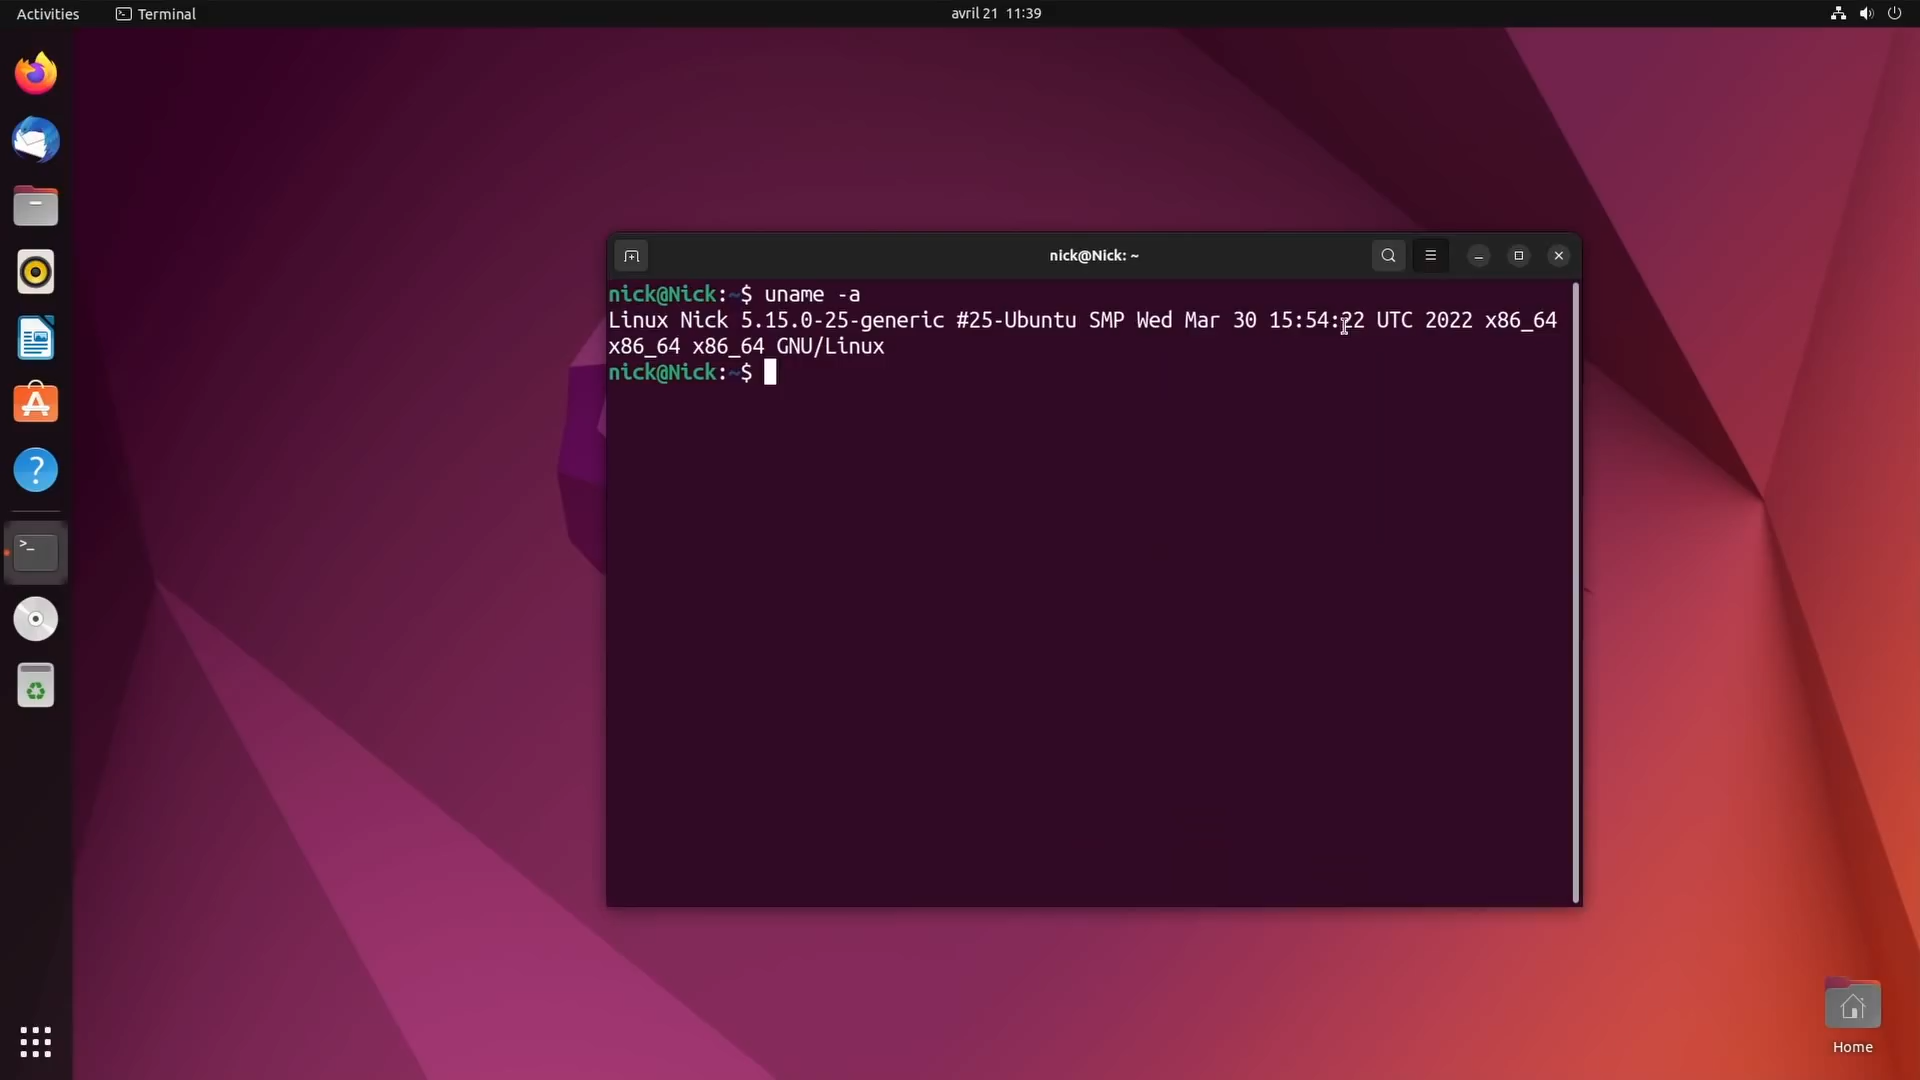 Activities
Terminal
avril 21 11:39
nick@Nick: ~
nick@Nick:~$ uname -a
Linux Nick 5.15.0-25-generic #25-Ubuntu SMP Wed Mar 30 15:54:22 UTC 2022 x86_64
x86_64 x86_64 GNU/Linux
nick@Nick:~$
Home